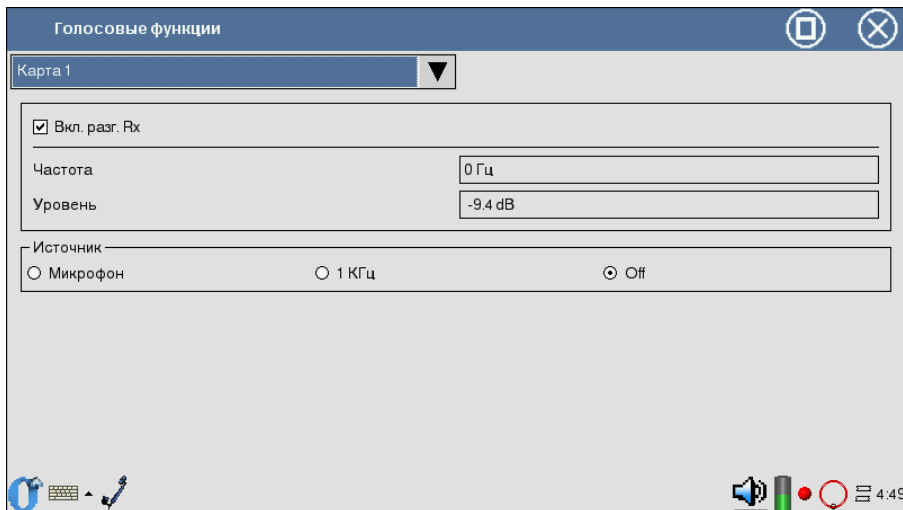 Голосовые функции
Карта 1
Вкл. разг. Rx
Частота
0 Гц
Уровень
-9.4 dB
Источник
Микрофон
1 КГц
Off
4:49